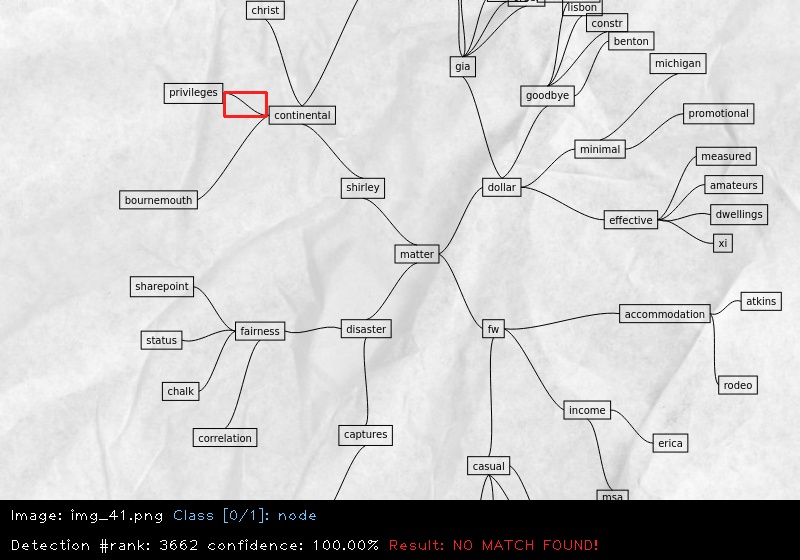 christ
lisbon
constr
benton
gia
michigan
privileges
goodbye
continental
promotional
minimal
measured
shirley
dollar
amateurs
bournemouth
dwellings
effective
xi
matter
sharepoint
atkins
accommodation
fairness
disaster
fw
status
rodeo
chalk
income
captures
correlation
erica
casual
msa
Image: img_41.png Class [0/1]: node
Detection #rank: 3662 confidence: 100.00% Result: NO MATCH FOUND!